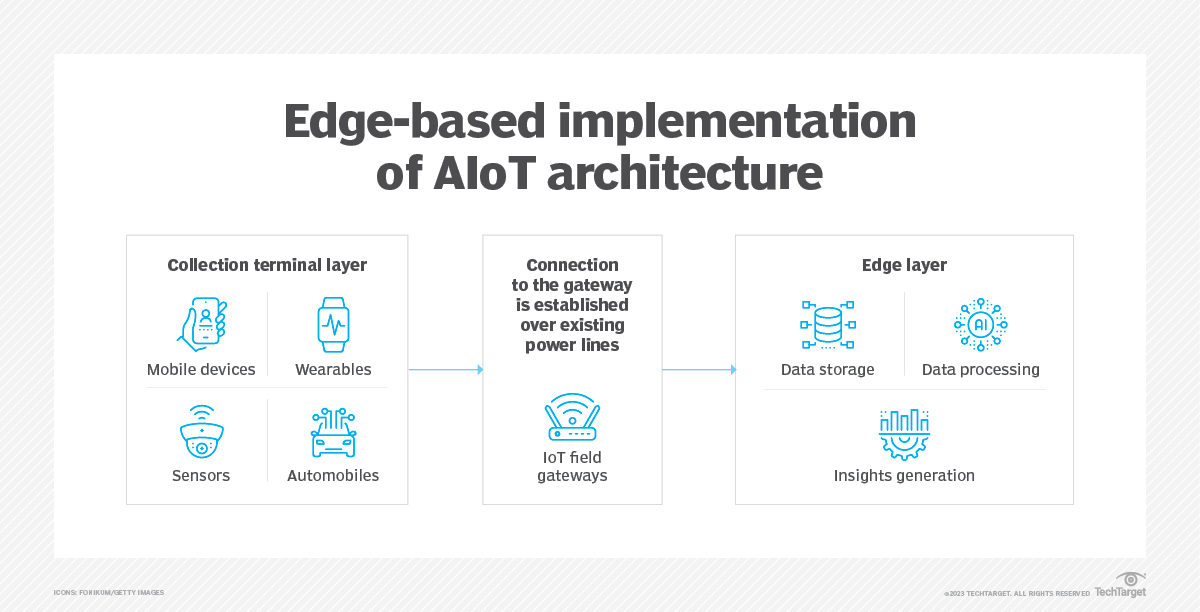 Edge-based implementation
of AIoT architecture
Collection terminal layer
Mobile devices
Wearables
Sensors
Automobiles
Connection
to the gateway
is established
over existing
power lines
IoT field
gateways
Edge layer
AI
Data storage
Data processing
Insights generation
ICONS: FONIKUM/GETTY IMAGES
©2023 TECHTARGET. ALL RIGHTS RESERVED
TechTarget